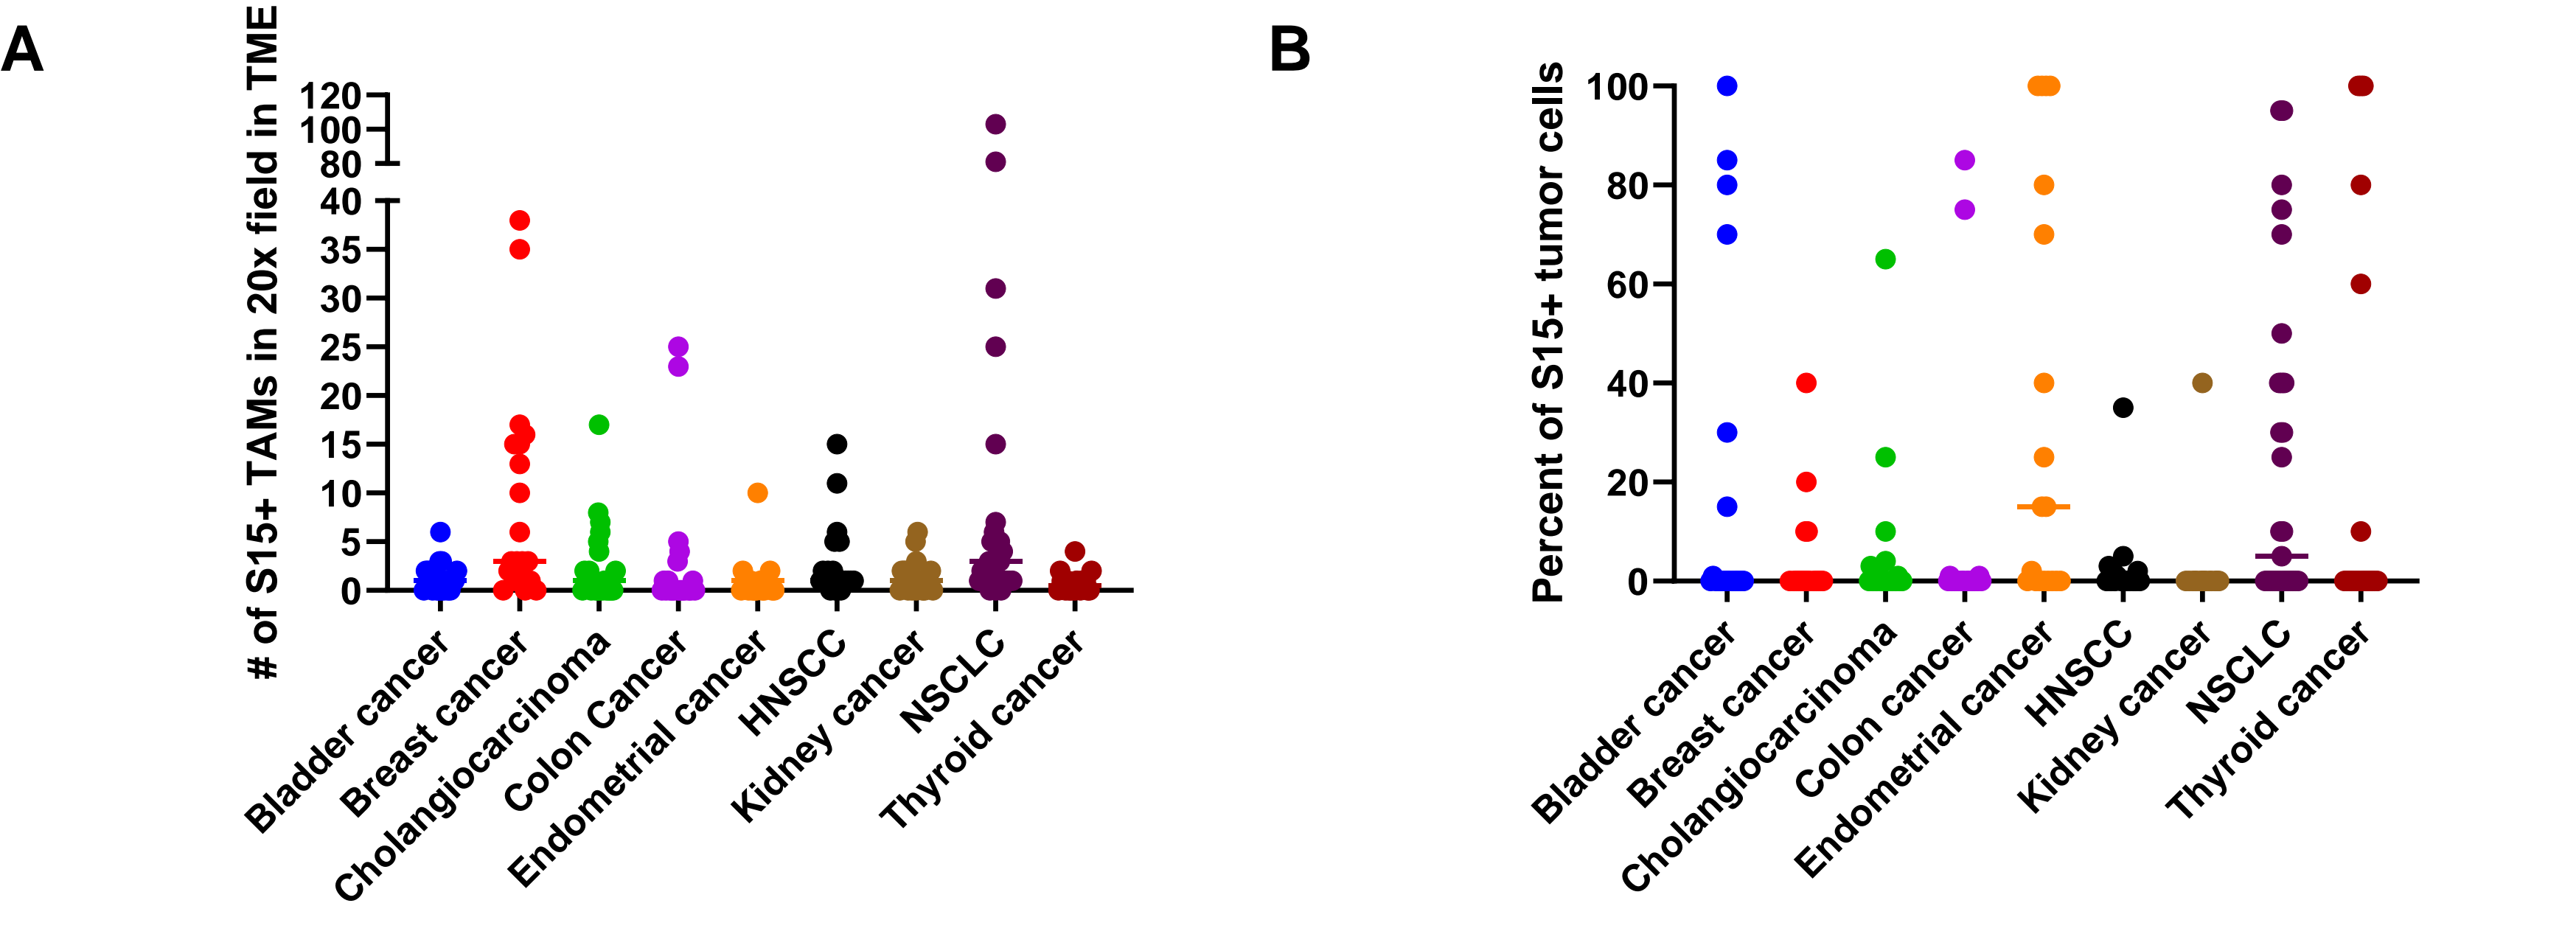 A
# of S15+ TAMs in 20x field in TME
120
100
80
40
35
30
25
20
15
10
5
0
Bladder cancer
Breast cancer
Cholangiocarcinoma
Colon Cancer
Endometrial cancer
HNSCC
Kidney cancer
NSCLC
Thyroid cancer
B
Percent of S15+ tumor cells
100
80
60
40
20
0
Bladder cancer
Breast cancer
Cholangiocarcinoma
Colon cancer
Endometrial cancer
HNSCC
Kidney cancer
NSCLC
Thyroid cancer